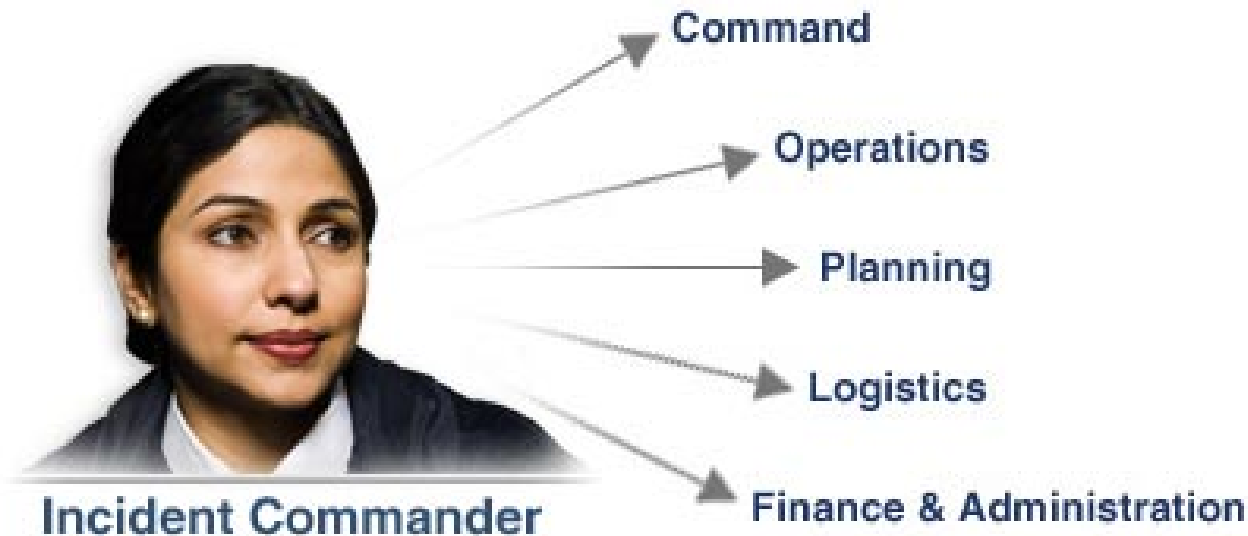 Command
Operations
Planning
Logistics
Finance & Administration
Incident Commander